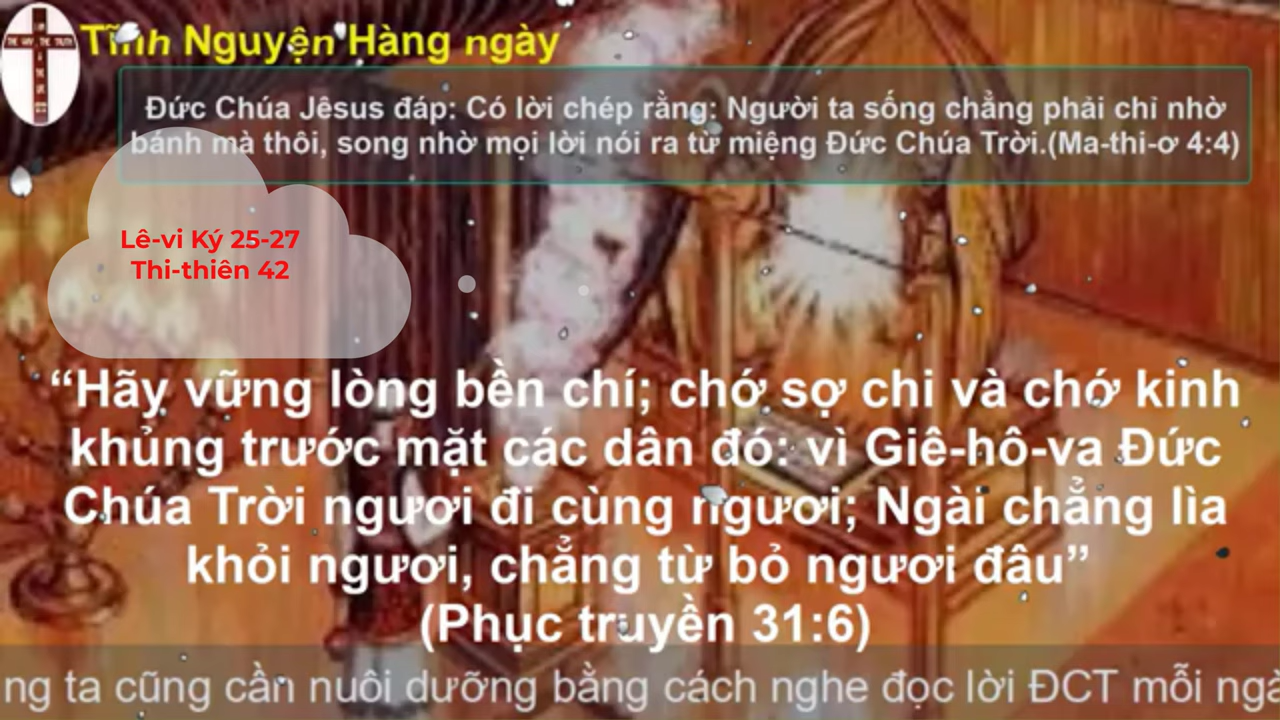 Tĩnh Nguyện Hàng ngày
Đức Chúa Jêsus đáp: Có lời chép rằng: Người ta sống chẳng phải chỉ nhờ
bánh mà thôi, song nhờ mọi lời nói ra từ miệng Đức Chúa Trời.(Ma-thi-ơ 4:4)
Lê-vi Ký 25-27
Thi-thiên 42
“Hãy vững lòng bền chí; chớ sợ chi và chớ kinh
khủng trước mặt các dân đó: vì Giê-hô-va Đức
Chúa Trời ngươi đi cùng ngươi; Ngài chẳng lìa
khỏi ngươi, chẳng từ bỏ ngươi đâu”
(Phục truyền 31:6)
ng ta cũng cần nuôi dưỡng bằng cách nghe đọc lời ĐCT mỗi ngà